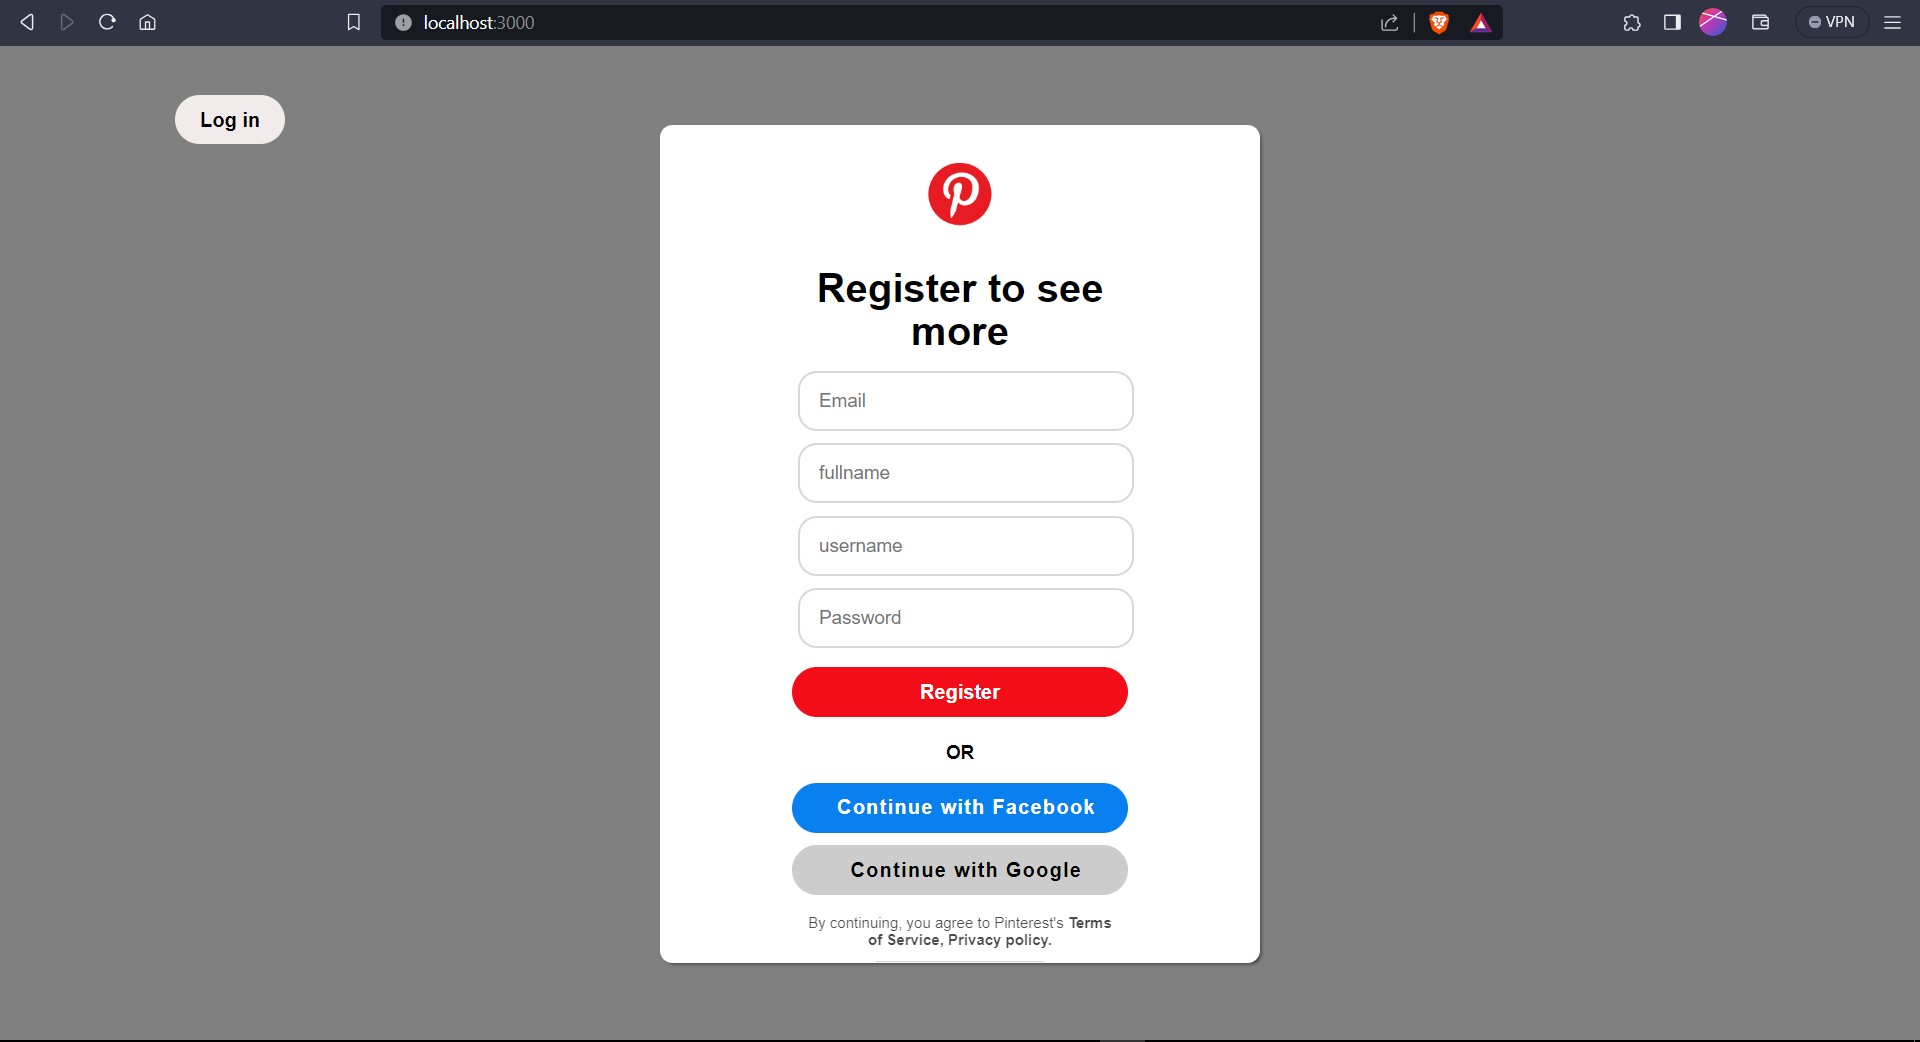 localhost:3000
VPN
Log in
Register to see
more
Email
fullname
username
Password
Register
OR
Continue with Facebook
Continue with Google
By continuing, you agree to Pinterest's Terms
of Service, Privacy policy.